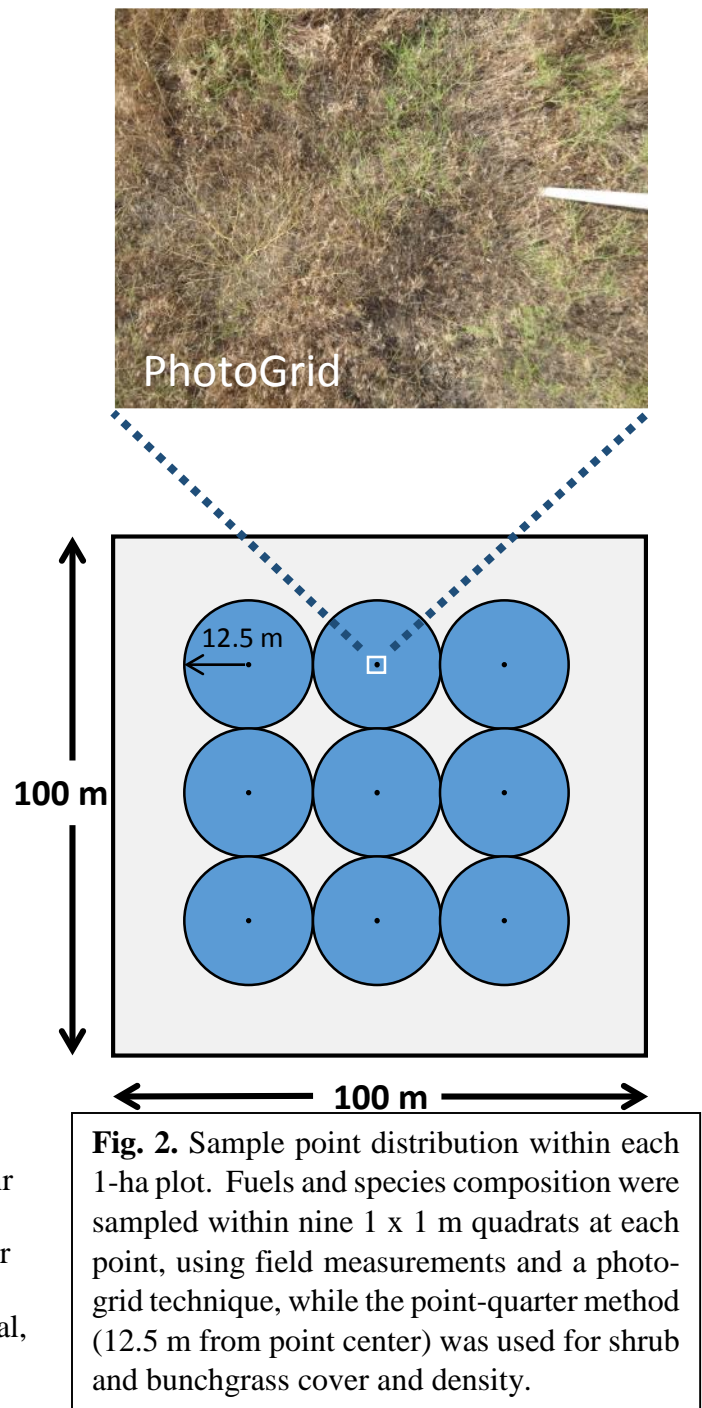 PhotoGrid
12.5 m
100 m
100 m
Fig. 2. Sample point distribution within each
1-ha plot. Fuels and species composition were
sampled within nine 1 x 1 m quadrats at each
point, using field measurements and a photo-
grid technique, while the point-quarter method
(12.5 m from point center) was used for shrub
and bunchgrass cover and density.
r
r
al,